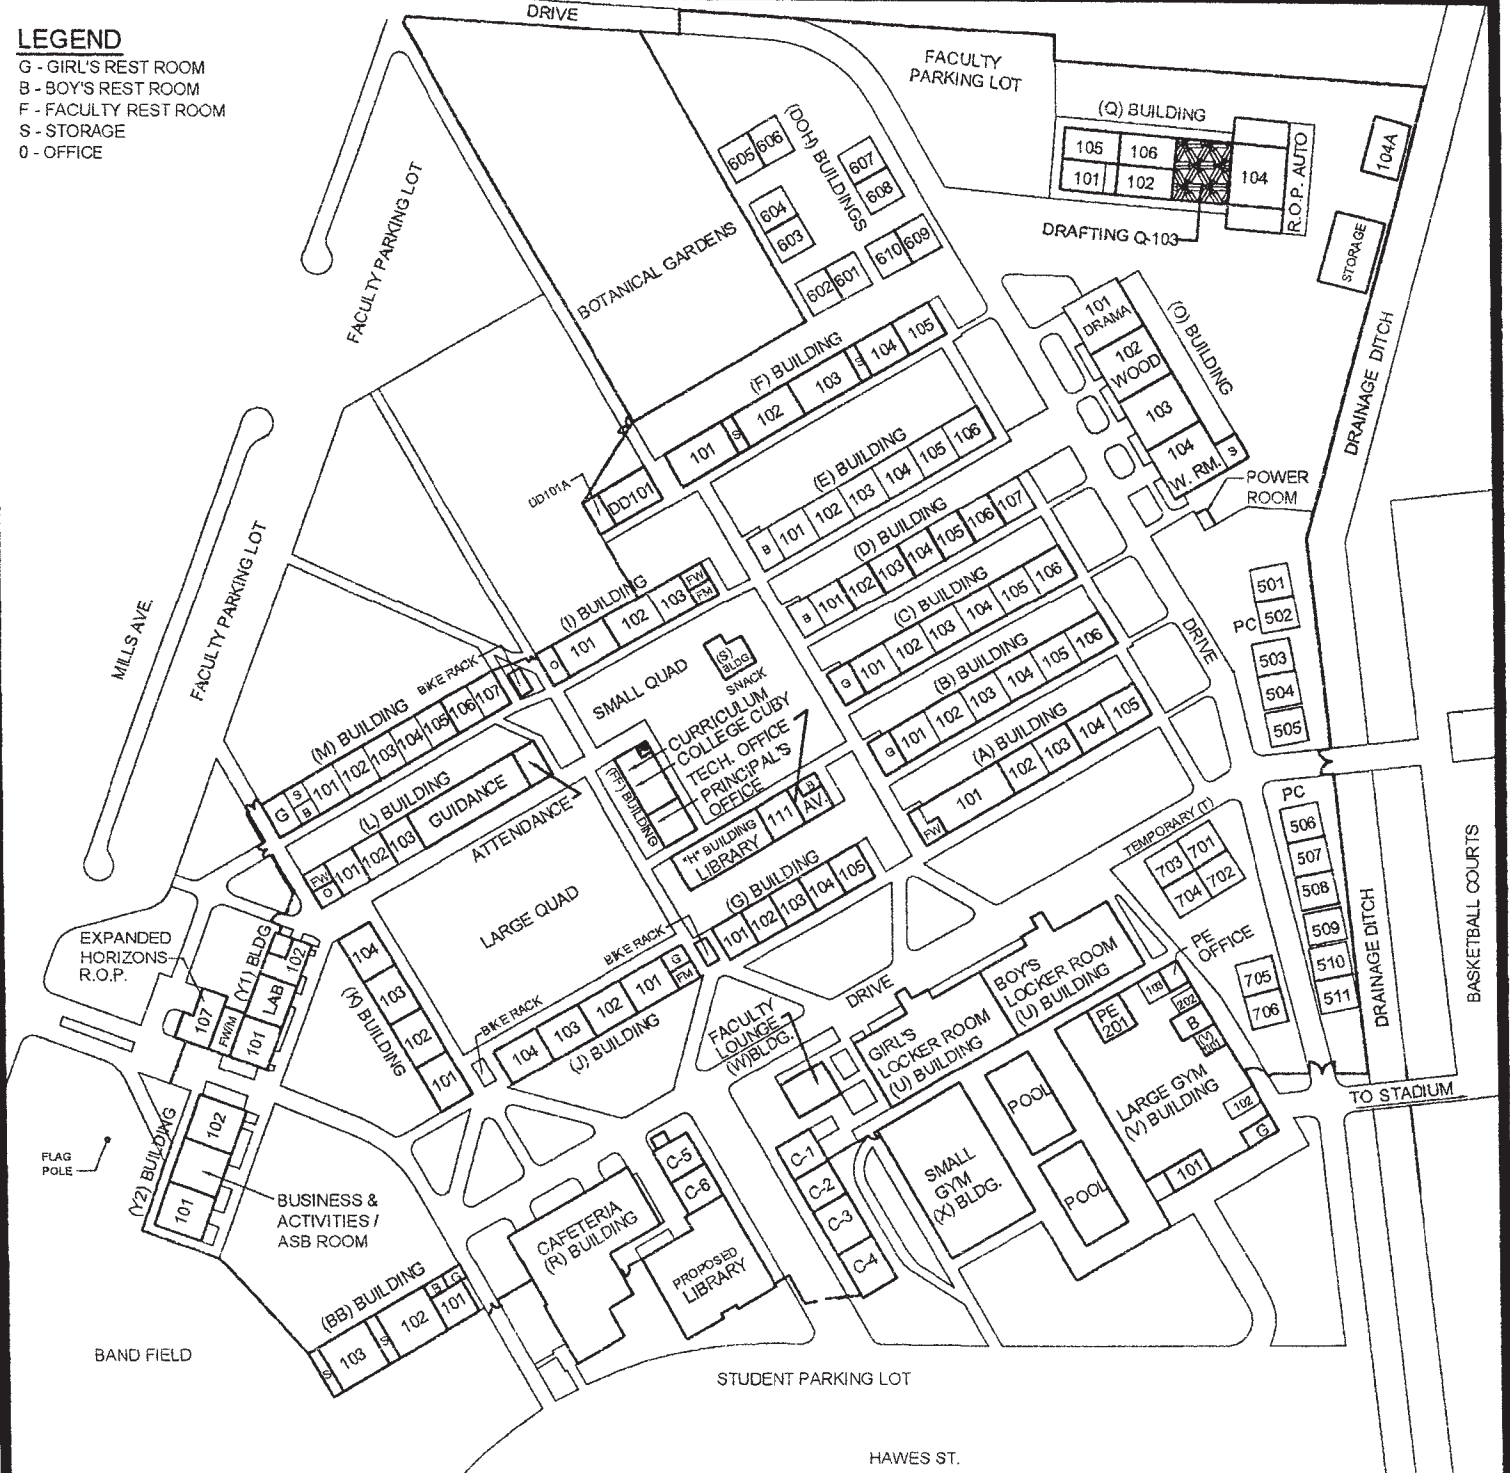 DRIVE
LEGEND
G - GIRL'S REST ROOM
B - BOY'S REST ROOM
F - FACULTY REST ROOM
S - STORAGE
0 - OFFICE
FACULTY
PARKING LOT
(Q) BUILDING
105
106
101
102
104
R.O.P. AUTO
104A
DRAFTING Q-103
STORAGE
DRAINAGE DITCH
FACULTY PARKING LOT
BOTANICAL GARDENS
(DOH) BUILDINGS
605
606
607
608
604
603
610
609
602
601
101
DRAMA
102
WOOD
103
104
W. RM.
S
(O) BUILDING
POWER
ROOM
(F) BUILDING
101
S
102
103
S
104
105
DD101A
DD101
(E) BUILDING
B
101
102
103
104
105
106
(D) BUILDING
B
101
102
103
104
105
106
107
(C) BUILDING
G
101
102
103
104
105
106
(B) BUILDING
G
101
102
103
104
105
106
(A) BUILDING
FW
101
102
103
104
105
DRIVE
501
PC
502
503
504
505
PC
506
507
508
509
510
511
DRAINAGE DITCH
BASKETBALL COURTS
TO STADIUM
MILLS AVE.
FACULTY PARKING LOT
(I) BUILDING
O
101
102
103
FW
FM
BIKE RACK
(M) BUILDING
G
S
B
101
102
103
104
105
106
107
(L) BUILDING
FW
O
101
102
103
GUIDANCE
ATTENDANCE
SMALL QUAD
(S)
BLDG
SNACK
CURRICULUM
COLLEGE CUBY
TECH. OFFICE
PRINCIPAL'S
OFFICE
(FF) BUILDING
"H" BUILDING
LIBRARY
111
B
AV.
LARGE QUAD
(G) BUILDING
101
102
103
104
105
BIKE RACK
TEMPORARY (T)
703
701
704
702
705
706
EXPANDED
HORIZONS
R.O.P.
(Y1) BLDG
102
LAB
107
FW/M
101
104
103
102
101
(K) BUILDING
BIKE RACK
104
103
102
101
G
FM
(J) BUILDING
FACULTY
LOUNGE
(W)BLDG.
DRIVE
BOY'S
LOCKER ROOM
(U) BUILDING
GIRL'S
LOCKER ROOM
(U) BUILDING
PE
OFFICE
103
202
PE
201
B
LARGE GYM
(V) BUILDING
102
G
101
POOL
POOL
SMALL
GYM
(X) BLDG.
C-1
C-2
C-3
C-4
C-5
C-6
FLAG
POLE
(Y2) BUILDING
102
101
BUSINESS &
ACTIVITIES /
ASB ROOM
CAFETERIA
(R) BUILDING
PROPOSED
LIBRARY
(BB) BUILDING
S
103
S
102
B
G
101
BAND FIELD
STUDENT PARKING LOT
HAWES ST.